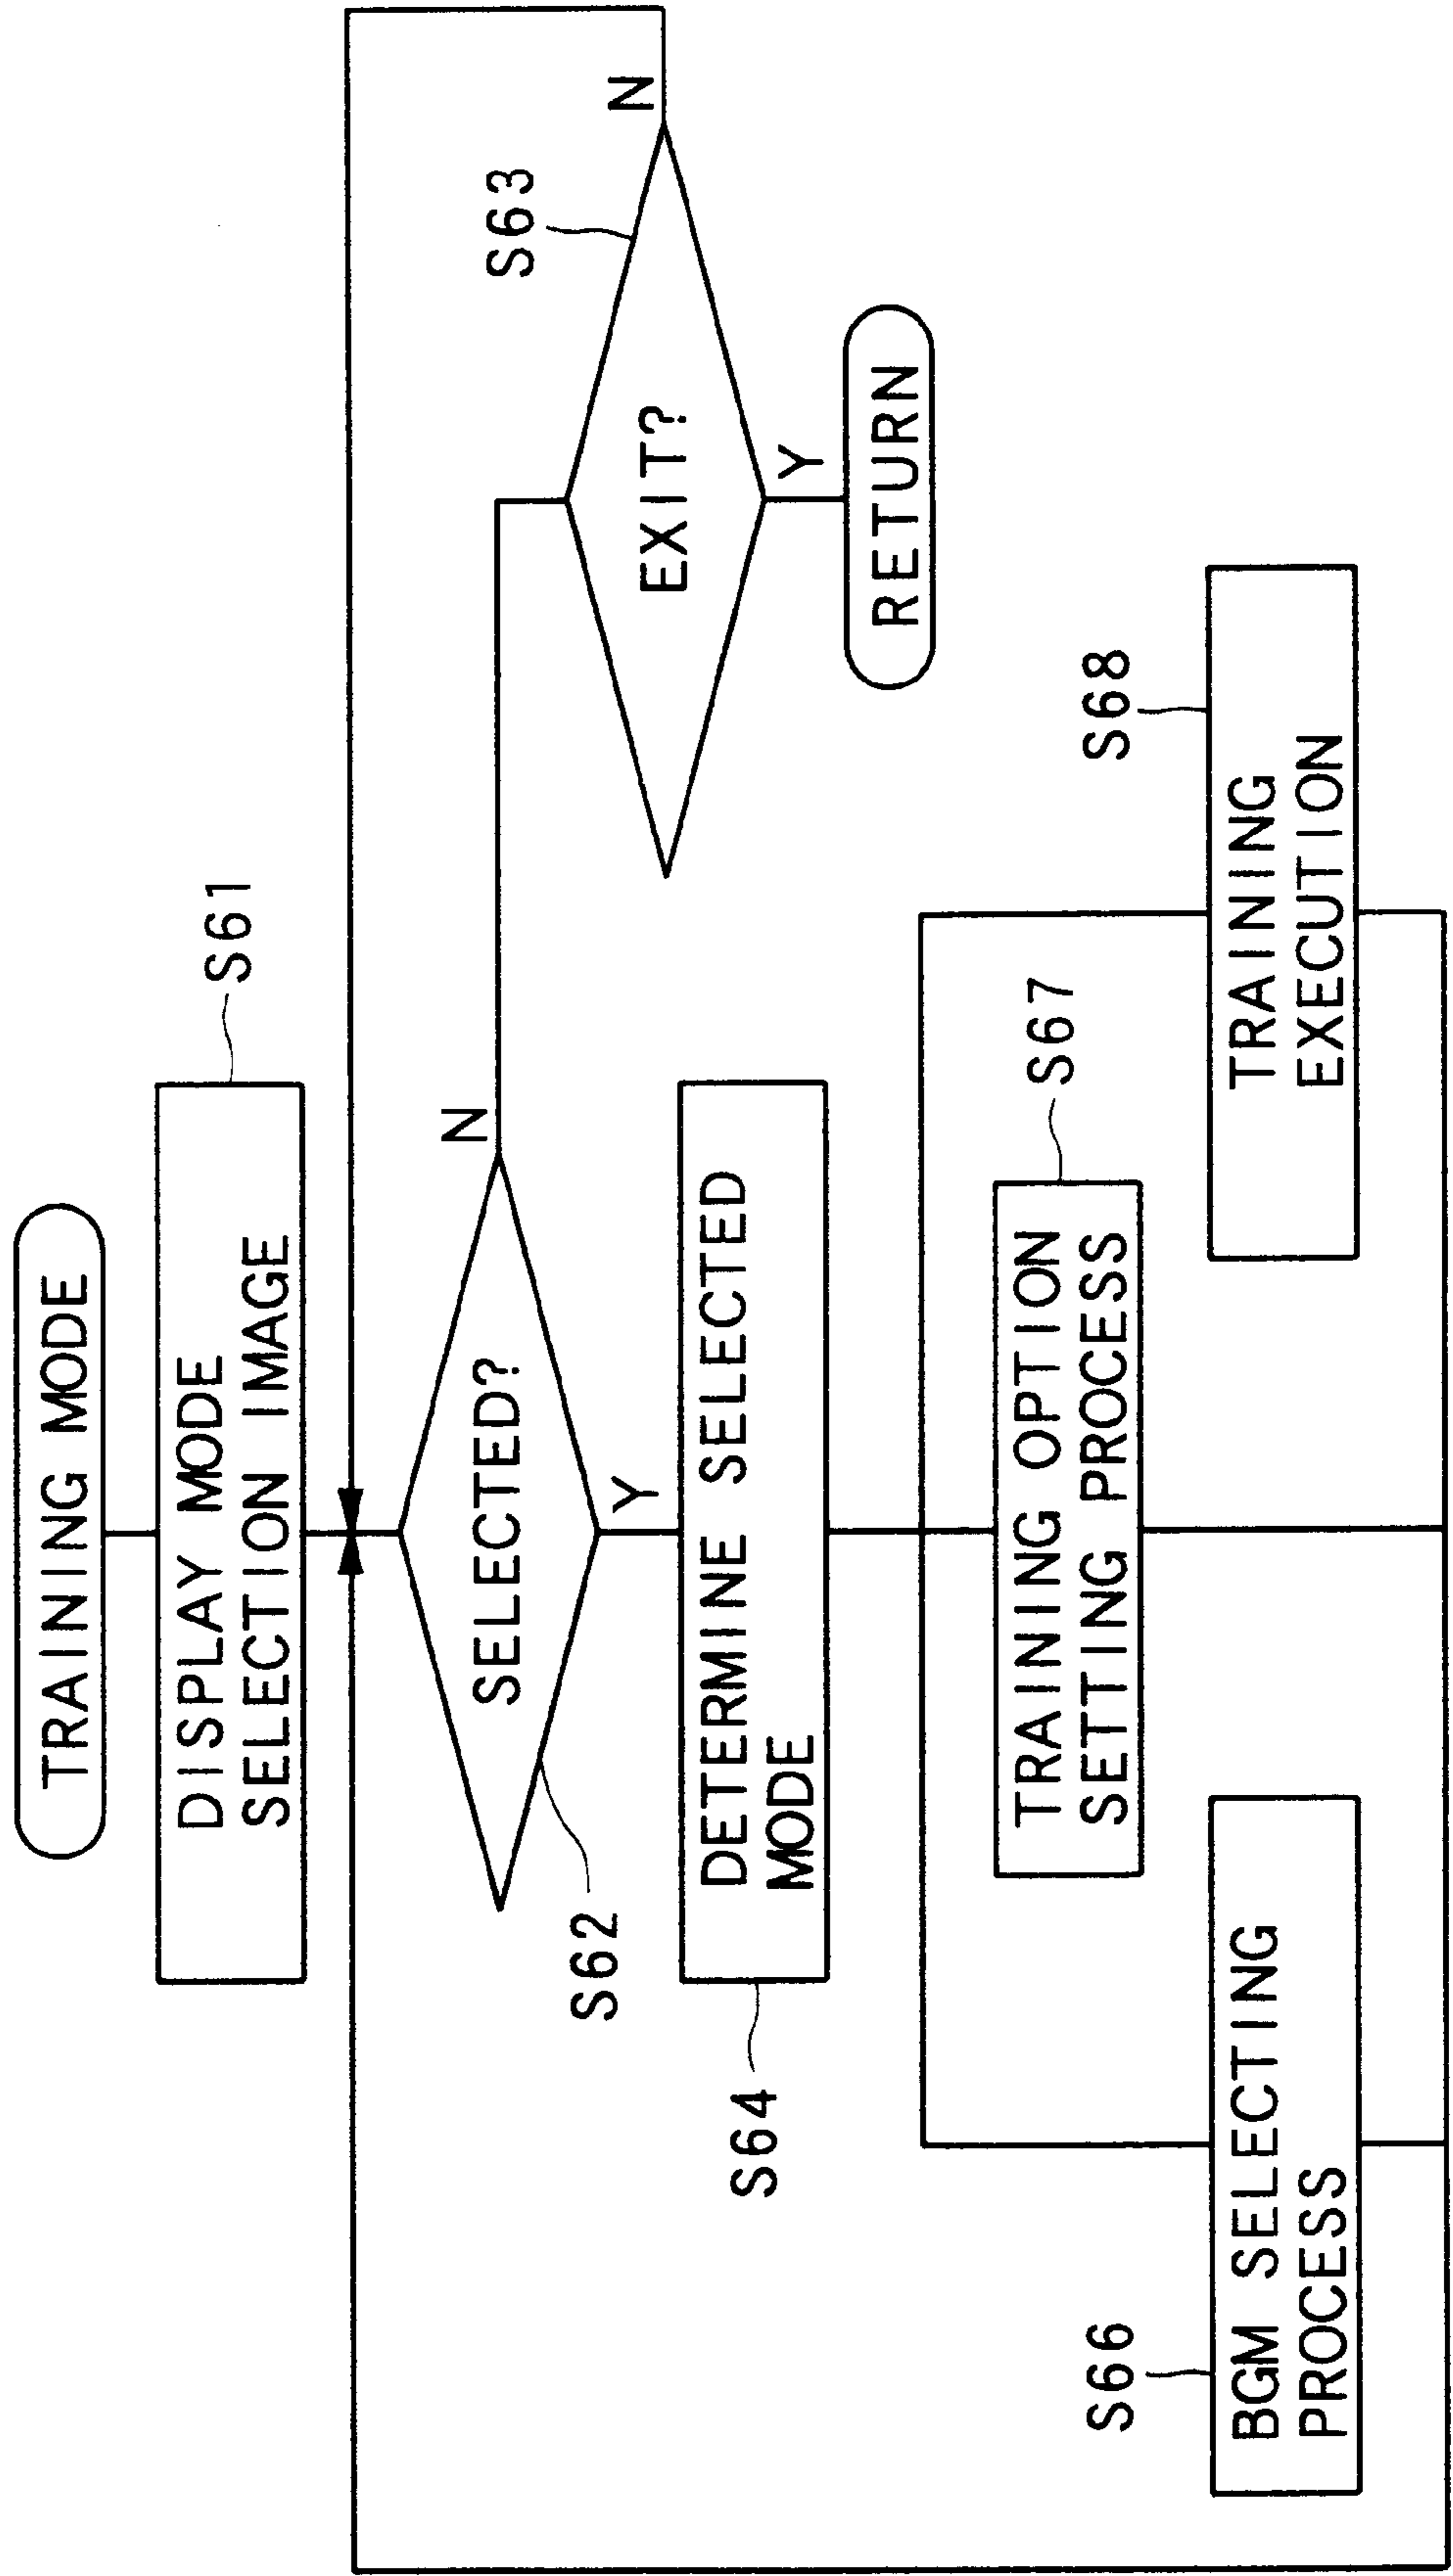 TRAINING MODE
S61
DISPLAY MODE
SELECTION IMAGE
N
S63
SELECTED?
N
EXIT?
S62
Y
Y
RETURN
S64
DETERMINE SELECTED
MODE
S67
TRAINING OPTION
SETTING PROCESS
S66
S68
BGM SELECTING
PROCESS
TRAINING
EXECUTION